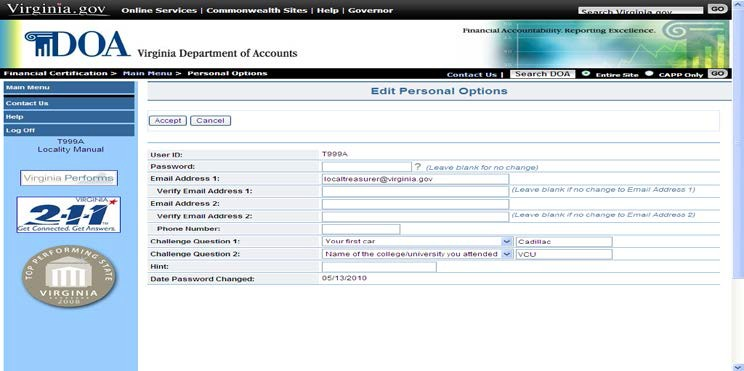 Virginia.gov Online Services | Commonwealth Sites | Help | Governor Search Virginia.gov GO
Financial Accountability. Reporting Excellence.
DOA Virginia Department of Accounts
Financial Certification > Main Menu > Personal Options Contact Us | Search DOA Entire Site CAPP Only GO
Main Menu
Contact Us
Help
Log Off
T999A
Locality Manual
Virginia Performs
VIRGINIA
2-1-1
Get Connected. Get Answers.
TOP PERFORMING STATE
VIRGINIA
2008
Edit Personal Options
Accept Cancel
User ID: T999A
Password: ? (Leave blank for no change)
Email Address 1: localtreasurer@virginia.gov
Verify Email Address 1: (Leave blank if no change to Email Address 1)
Email Address 2:
Verify Email Address 2: (Leave blank if no change to Email Address 2)
Phone Number:
Challenge Question 1: Your first car Cadillac
Challenge Question 2: Name of the college/university you attended VCU
Hint:
Date Password Changed: 05/13/2010